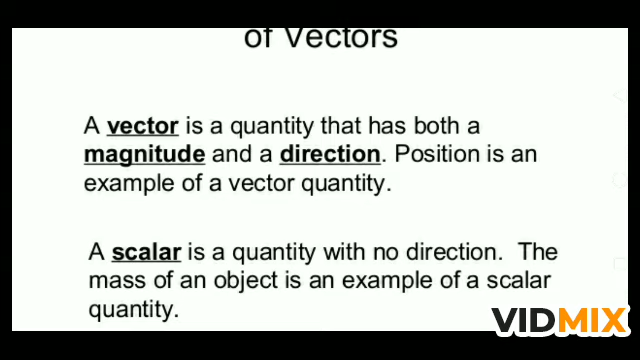 of Vectors
A vector is a quantity that has both a
magnitude and a direction. Position is an
example of a vector quantity.
A scalar is a quantity with no direction. The
mass of an object is an example of a scalar
quantity.
VIDMIX